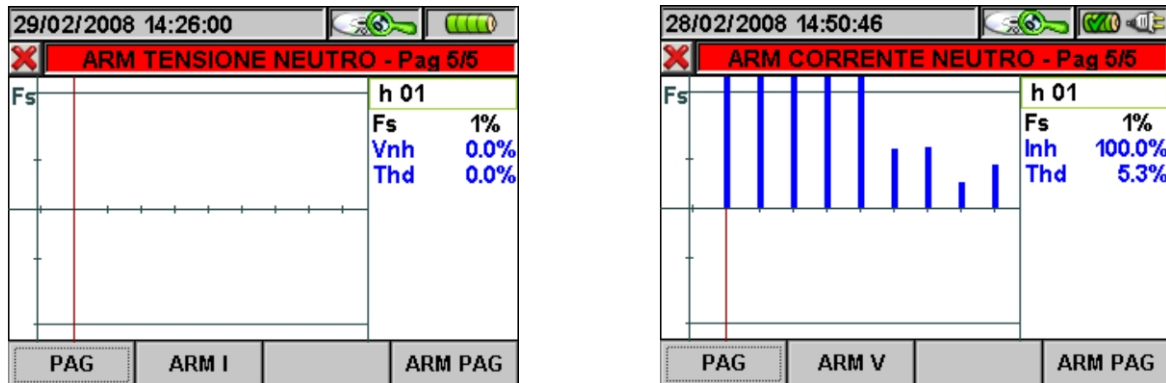 29/02/2008 14:26:00
ARM TENSIONE NEUTRO - Pag 5/5
Fs
h 01
Fs 1%
Vnh 0.0%
Thd 0.0%
PAG ARM I ARM PAG
28/02/2008 14:50:46
ARM CORRENTE NEUTRO - Pag 5/5
Fs
h 01
Fs 1%
Inh 100.0%
Thd 5.3%
PAG ARM V ARM PAG